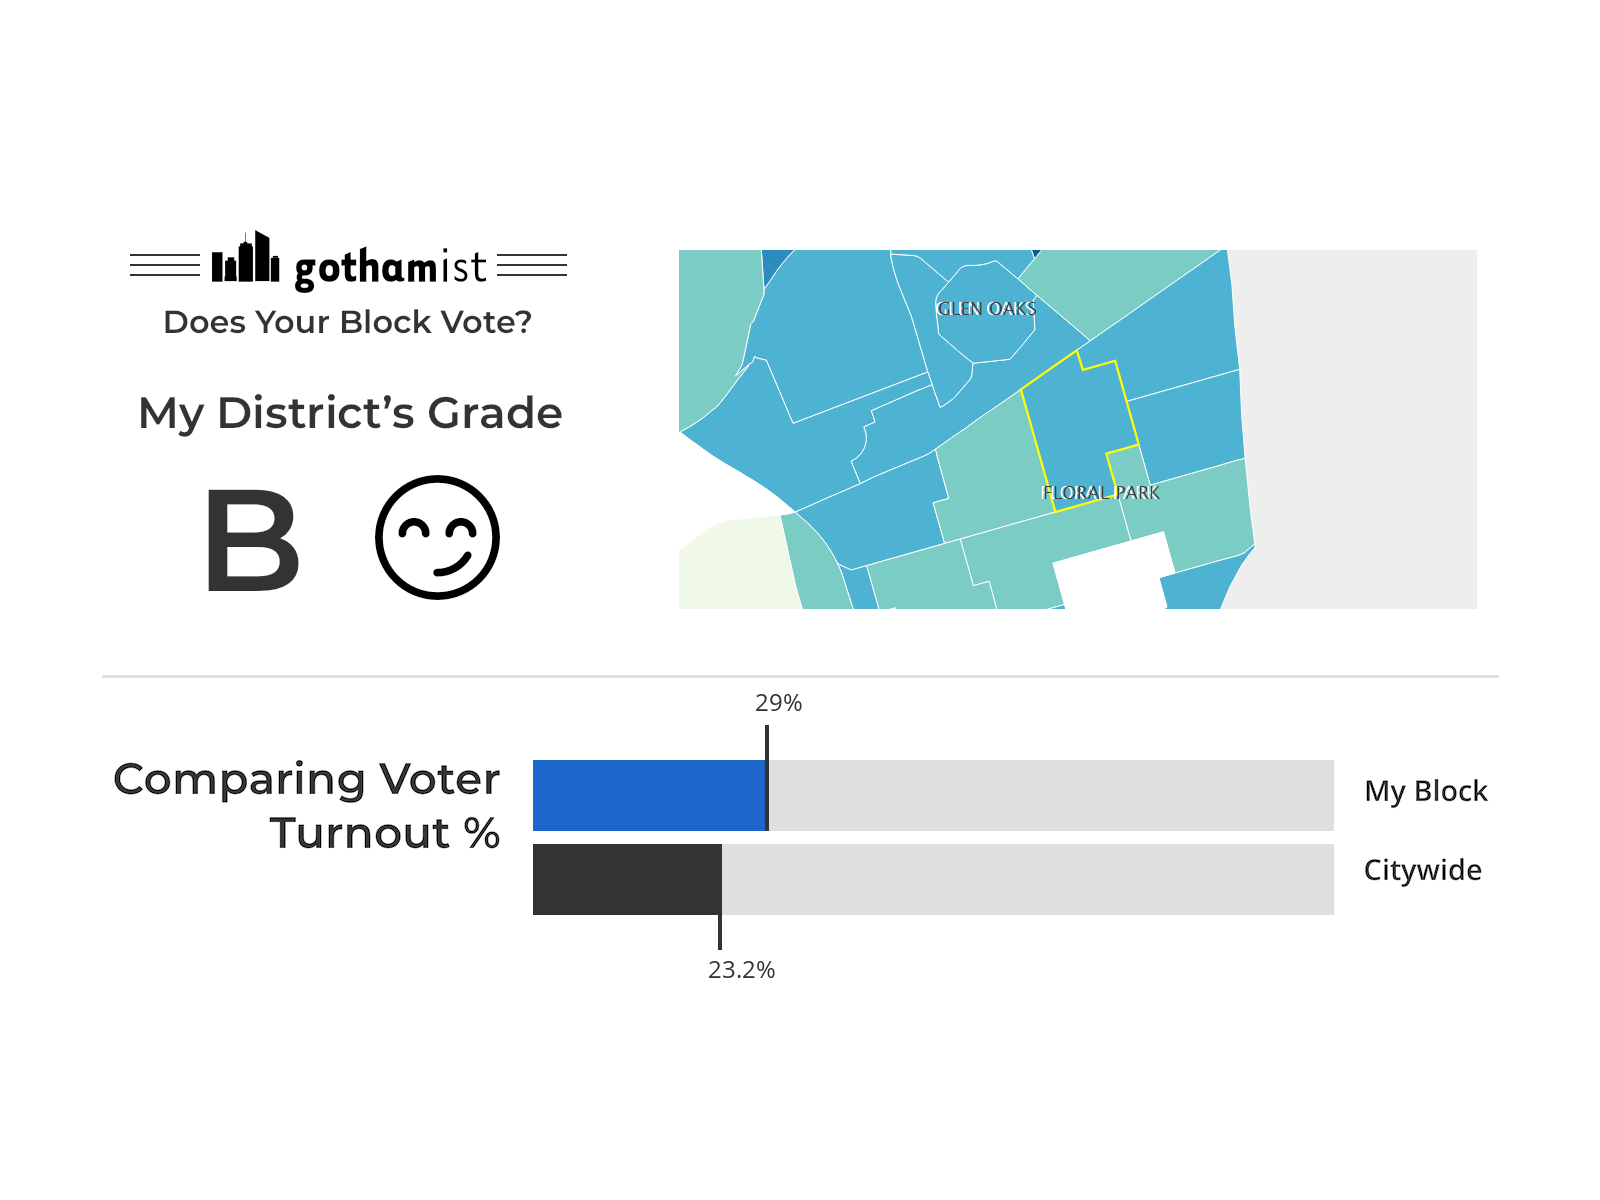 gothamist
Does Your Block Vote?
My District’s Grade
B
GLEN OAKS
FLORAL PARK
29%
Comparing Voter
Turnout %
My Block
Citywide
23.2%